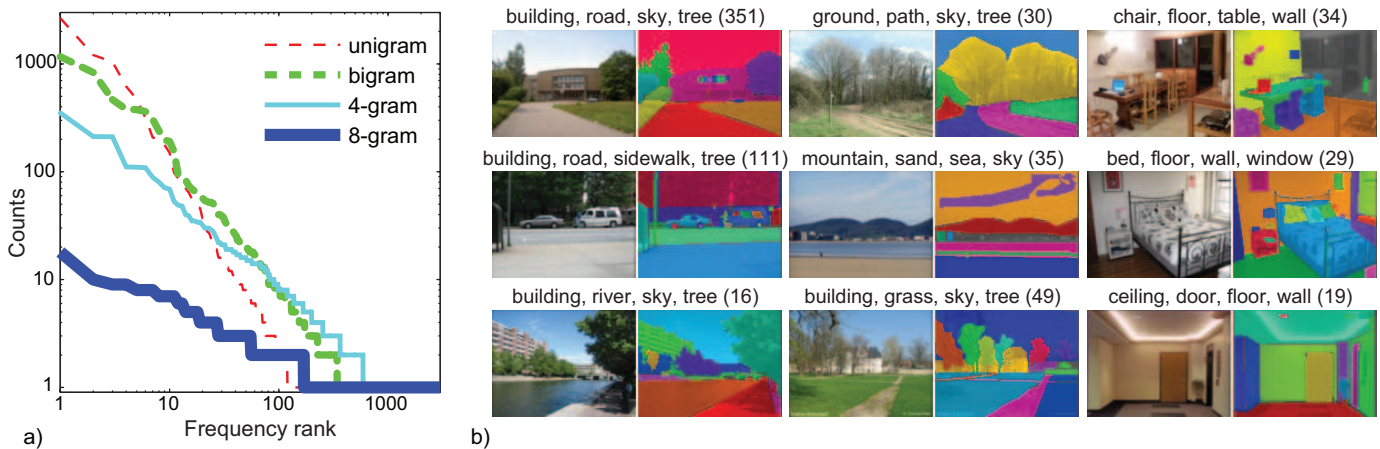 1000
100
10
1
Counts
1 10 100 1000
Frequency rank
unigram
bigram
4-gram
8-gram
a)
building, road, sky, tree (351)
ground, path, sky, tree (30)
chair, floor, table, wall (34)
building, road, sidewalk, tree (111)
mountain, sand, sea, sky (35)
bed, floor, wall, window (29)
building, river, sky, tree (16)
building, grass, sky, tree (49)
ceiling, door, floor, wall (19)
b)